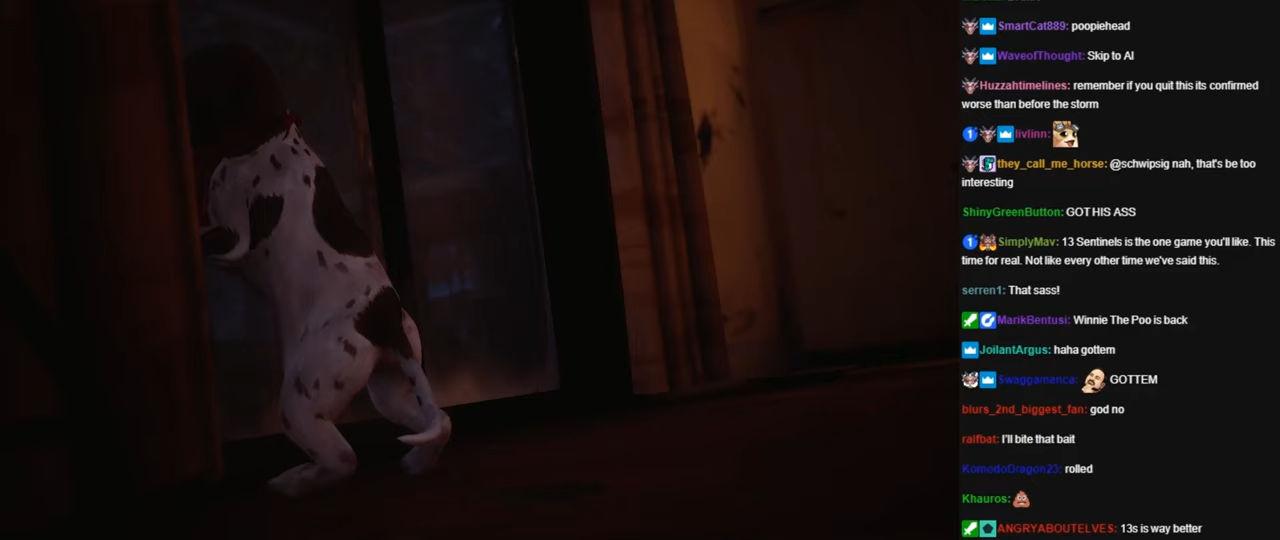 SmartCat889: poopiehead
WaveofThought: Skip to AI
Huzzahtimelines: remember if you quit this its confirmed
worse than before the storm
livlinn:
they_call_me_horse: @schwipsig nah, that's be too
interesting
ShinyGreenButton: GOT HIS ASS
SimplyMav: 13 Sentinels is the one game you'll like. This
time for real. Not like every other time we've said this.
serren1: That sass!
MarikBentusi: Winnie The Poo is back
JoilantArgus: haha gottem
Swaggamanca: GOTTEM
blurs_2nd_biggest_fan: god no
ralfbat: I'll bite that bait
KomodoDragon23: rolled
Khauros:
ANGRYABOUTELVES: 13s is way better